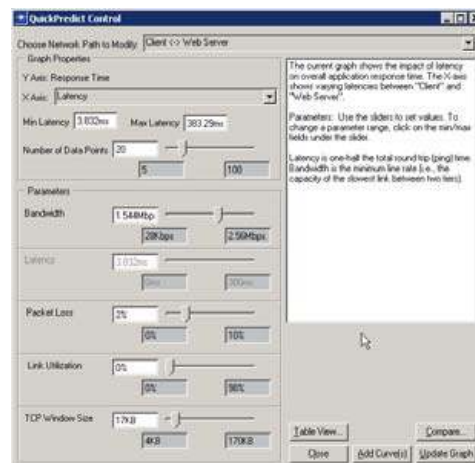 QuickPredict Control
Choose Network Path to Modify: Client <-> Web Server
Graph Properties
Y Axis: Response Time
X Axis: Latency
Min Latency 3.832ms Max Latency 383.29ms
Number of Data Points 20
5 100
Parameters
Bandwidth 1.544Mbp
28Kbps 2.56Mbps
Latency 3.832ms
0ms 300ms
Packet Loss 2%
0% 10%
Link Utilization 0%
0% 98%
TCP Window Size 17KB
4KB 170KB
The current graph shows the impact of latency
on overall application response time. The X-axis
shows varying latencies between "Client" and
"Web Server".
Parameters: Use the sliders to set values. To
change a parameter range, click on the min/max
fields under the slider.
Latency is one-half the total round trip (ping) time.
Bandwidth is the minimum line rate (i.e., the
capacity of the slowest link between two tiers).
Table View... Compare...
Close Add Curve(s) Update Graph